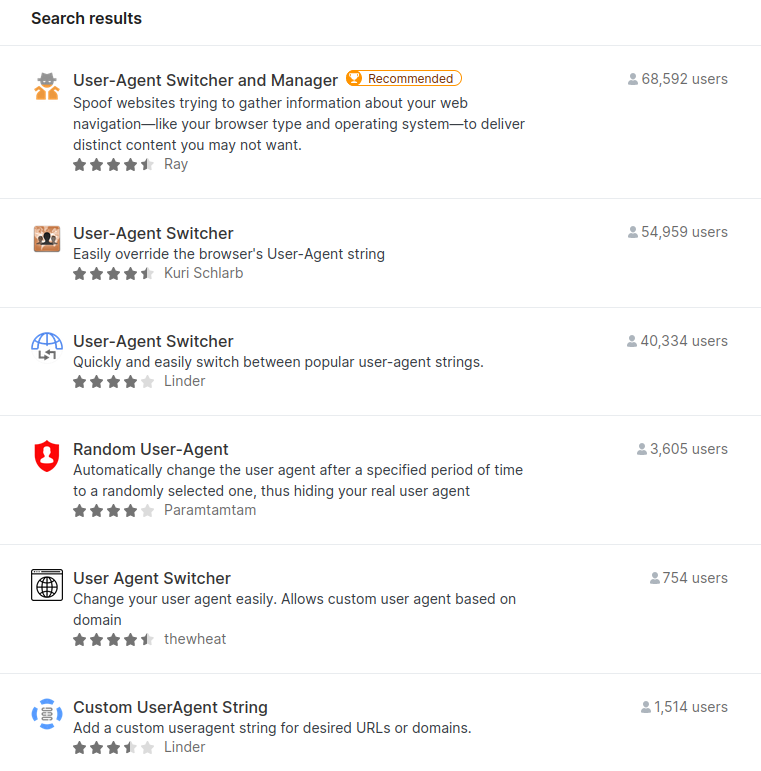 Search results
User-Agent Switcher and Manager Recommended 68,592 users
Spoof websites trying to gather information about your web
navigation—like your browser type and operating system—to deliver
distinct content you may not want.
Ray
User-Agent Switcher 54,959 users
Easily override the browser's User-Agent string
Kuri Schlarb
User-Agent Switcher 40,334 users
Quickly and easily switch between popular user-agent strings.
Linder
Random User-Agent 3,605 users
Automatically change the user agent after a specified period of time
to a randomly selected one, thus hiding your real user agent
Paramtamtam
User Agent Switcher 754 users
Change your user agent easily. Allows custom user agent based on
domain
thewheat
Custom UserAgent String 1,514 users
Add a custom useragent string for desired URLs or domains.
Linder